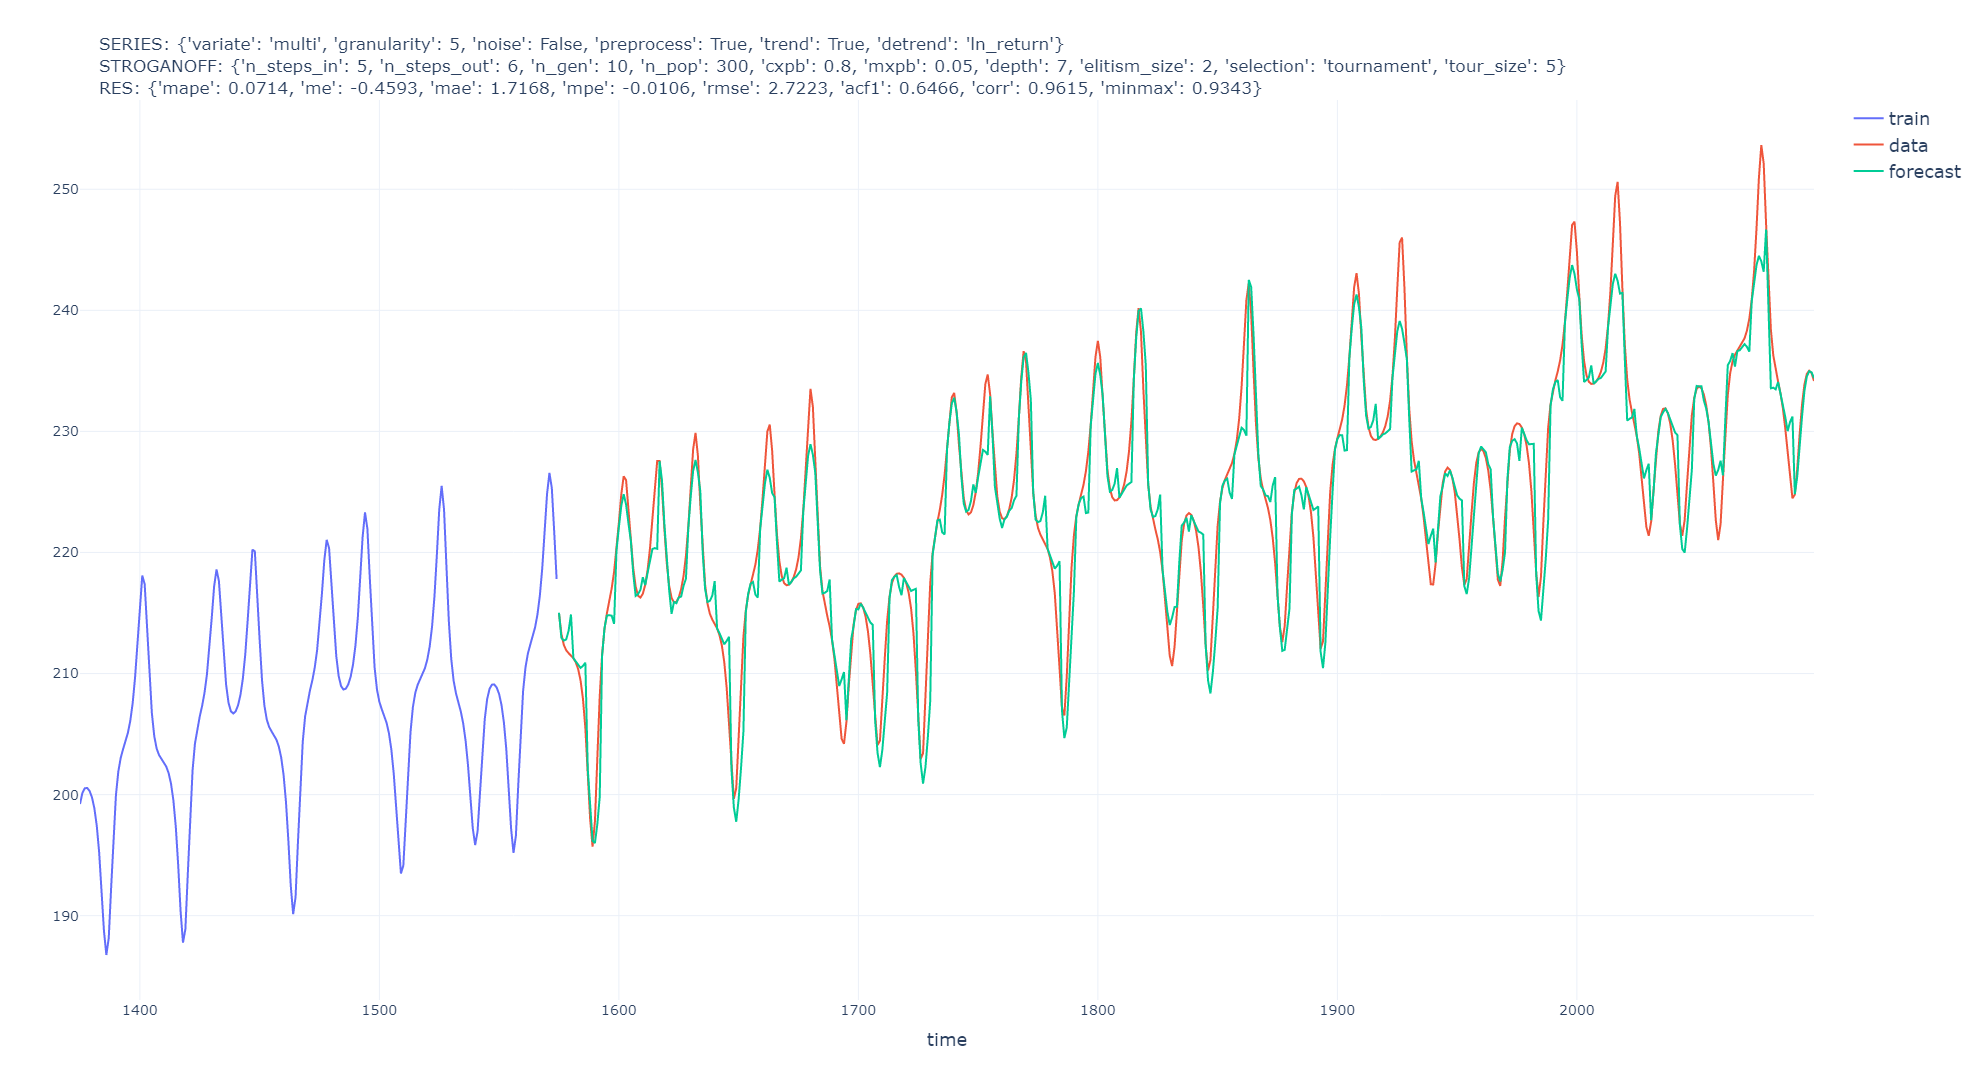 SERIES: {'variate': 'multi', 'granularity': 5, 'noise': False, 'preprocess': True, 'trend': True, 'detrend': 'ln_return'}
STROGANOFF: {'n_steps_in': 5, 'n_steps_out': 6, 'n_gen': 10, 'n_pop': 300, 'cxpb': 0.8, 'mxpb': 0.05, 'depth': 7, 'elitism_size': 2, 'selection': 'tournament', 'tour_size': 5}
RES: {'mape': 0.0714, 'me': -0.4593, 'mae': 1.7168, 'mpe': -0.0106, 'rmse': 2.7223, 'acf1': 0.6466, 'corr': 0.9615, 'minmax': 0.9343}
train
data
forecast
250
240
230
220
210
200
190
1400 1500 1600 1700 1800 1900 2000
time